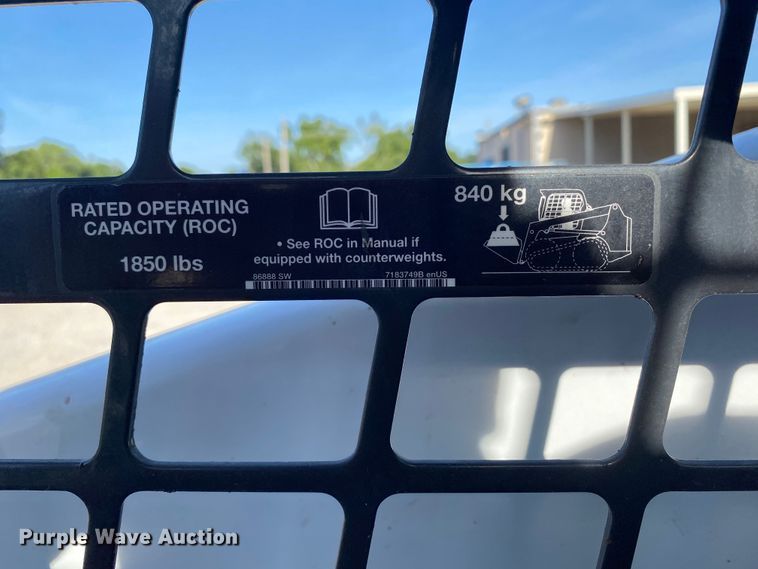 RATED OPERATING
CAPACITY (ROC)
1850 lbs
• See ROC in Manual if
equipped with counterweights.
86888 SW
7183749B enUS
840 kg
Purple Wave Auction